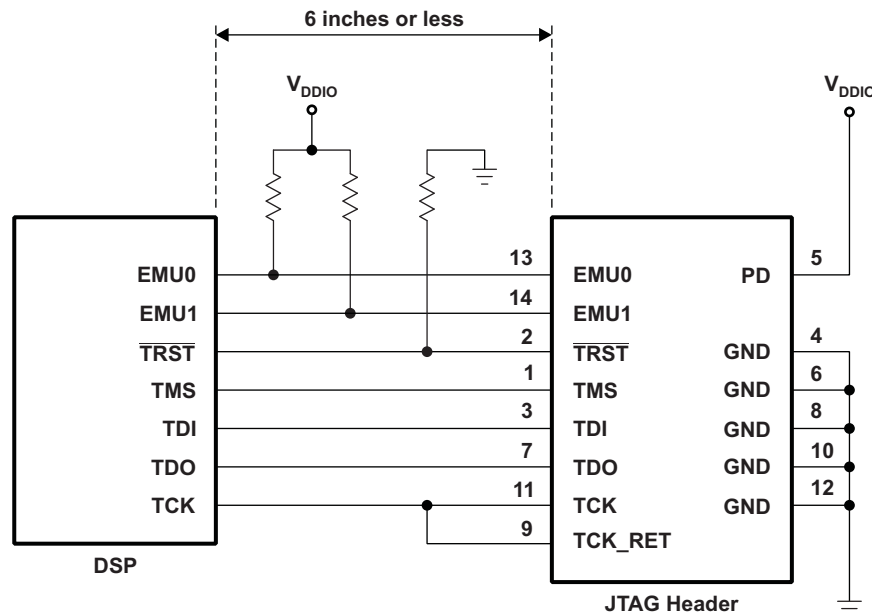 6 inches or less
VDDIO
VDDIO
EMU0
13
EMU0
PD
5
EMU1
14
EMU1
TRST
2
TRST
GND
4
TMS
1
TMS
GND
6
TDI
3
TDI
GND
8
TDO
7
TDO
GND
10
TCK
11
TCK
GND
12
9
TCK_RET
DSP
JTAG Header